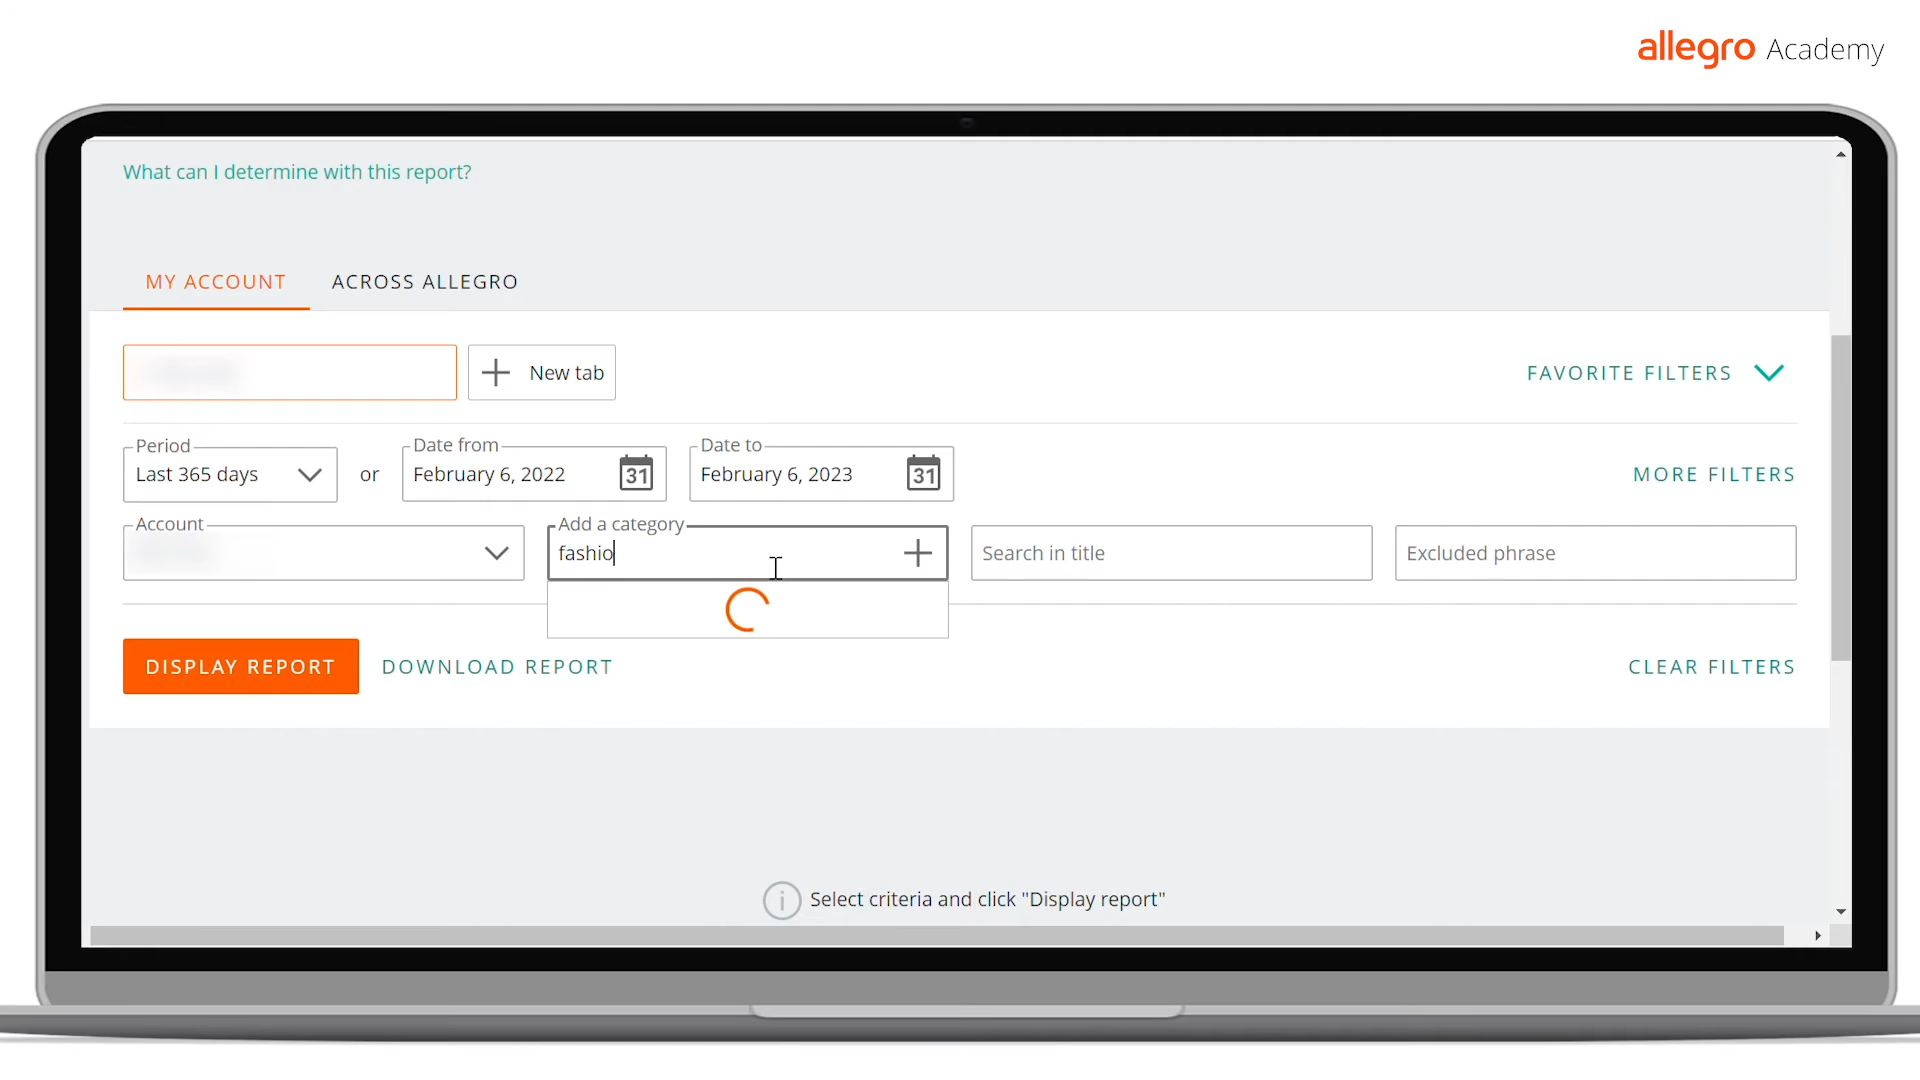 allegro Academy
What can I determine with this report?
MY ACCOUNT ACROSS ALLEGRO
New tab FAVORITE FILTERS
Period Date from Date to
Last 365 days or February 6, 2022 31 February 6, 2023 31 MORE FILTERS
Account Add a category
fashio Search in title Excluded phrase
DISPLAY REPORT DOWNLOAD REPORT CLEAR FILTERS
Select criteria and click "Display report"